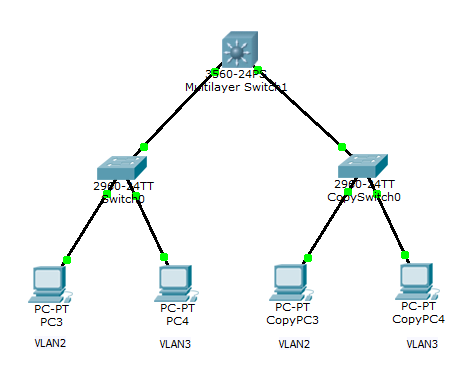 3560-24PS
Multilayer Switch1
2960-24TT
Switch0
2960-24TT
CopySwitch0
PC-PT
PC3
PC-PT
PC4
PC-PT
CopyPC3
PC-PT
CopyPC4
VLAN2
VLAN3
VLAN2
VLAN3